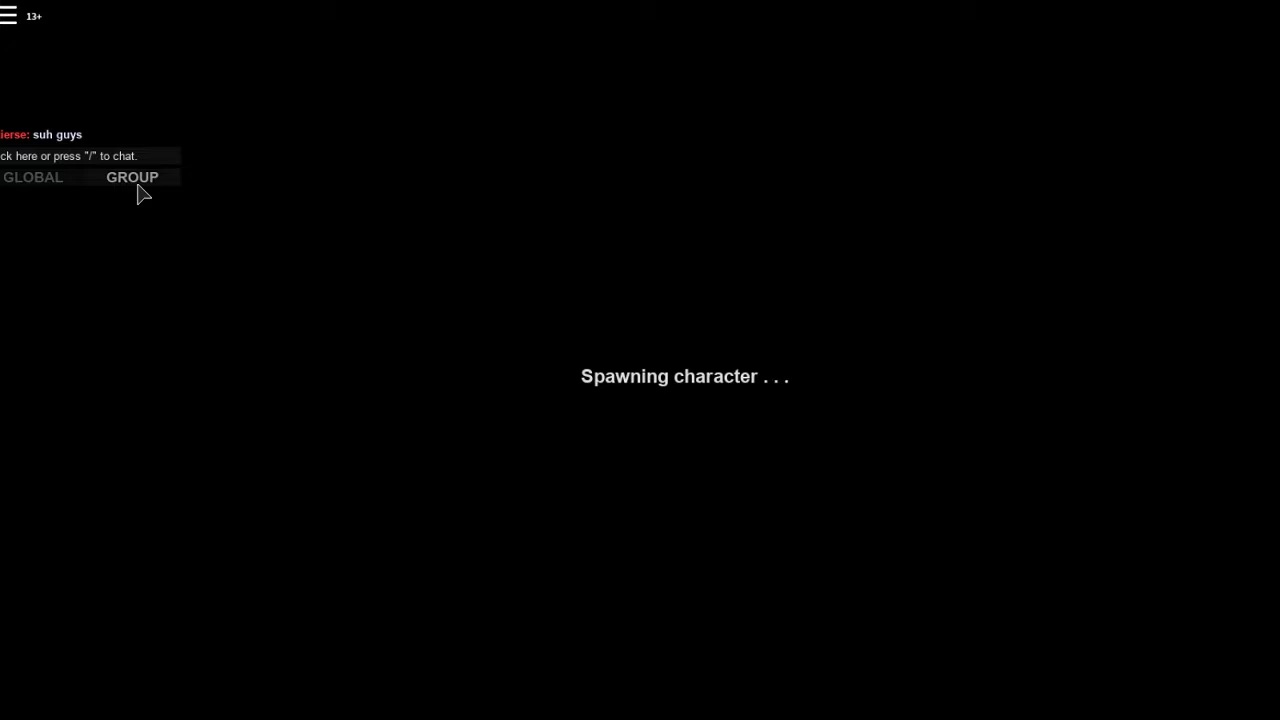 13+
ierse: suh guys
ck here or press "/" to chat.
GLOBAL GROUP
Spawning character . . .